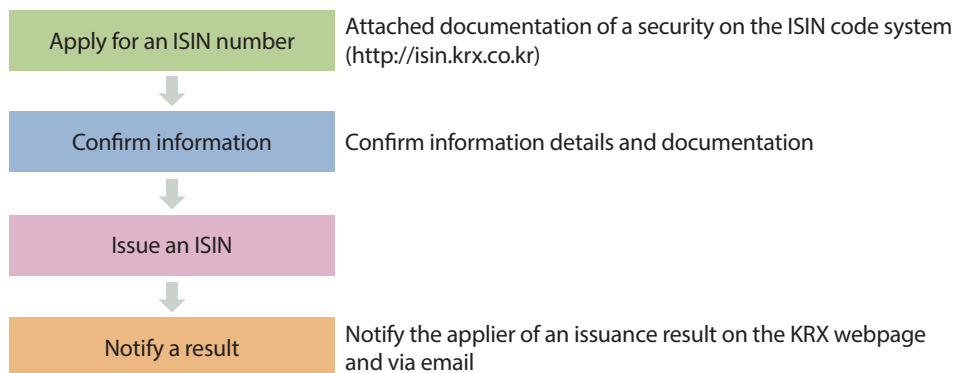 Apply for an ISIN number
Attached documentation of a security on the ISIN code system
(http://isin.krx.co.kr)
Confirm information
Confirm information details and documentation
Issue an ISIN
Notify a result
Notify the applier of an issuance result on the KRX webpage
and via email